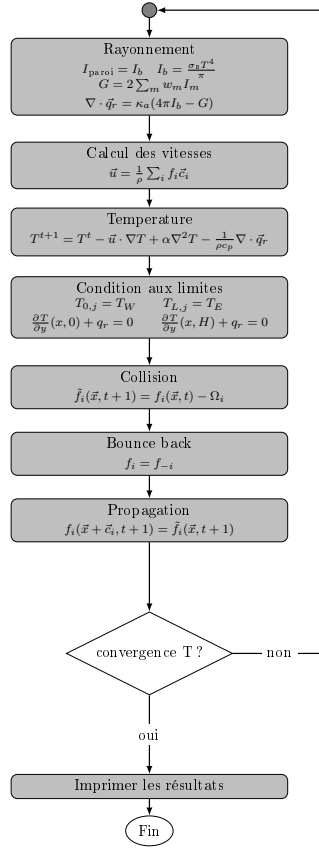 Rayonnement
I_paroi = I_b  I_b = σ_B T^4 / π
G = 2 ∑_m w_m I_m
∇ · q⃗_r = κ_a(4πI_b − G)
Calcul des vitesses
u⃗ = 1/ρ ∑_i f_i c⃗_i
Temperature
T^{t+1} = T^t − u⃗ · ∇T + α∇²T − 1/(ρc_p) ∇ · q⃗_r
Condition aux limites
T_{0,j} = T_W  T_{L,j} = T_E
∂T/∂y (x, 0) + q_r = 0  ∂T/∂y (x, H) + q_r = 0
Collision
f̃_i(x⃗, t + 1) = f_i(x⃗, t) − Ω_i
Bounce back
f_i = f_{−i}
Propagation
f_i(x⃗ + c⃗_i, t + 1) = f̃_i(x⃗, t + 1)
convergence T ?
non
oui
Imprimer les résultats
Fin